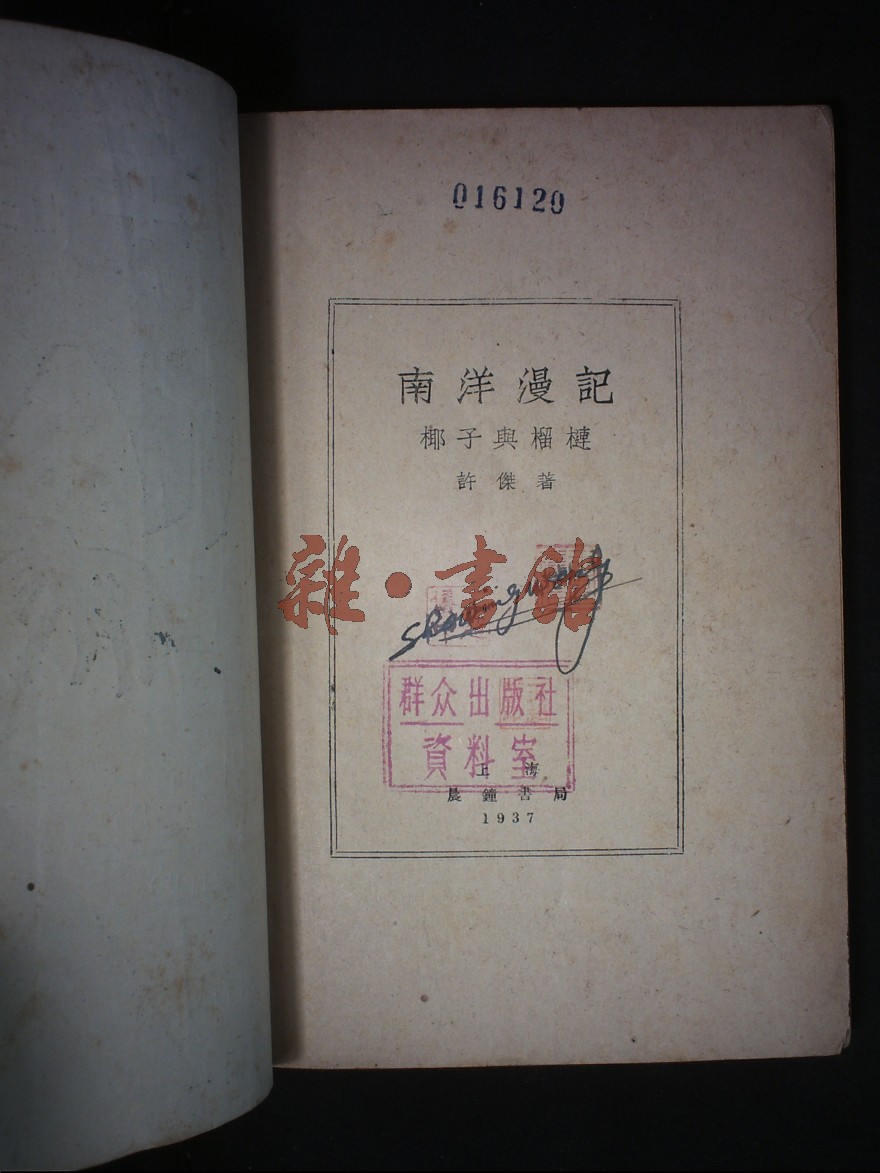 016120
南洋漫記
椰子與榴槤
許傑著
雜·書館
群众出版社
資料室
上海
晨鐘書局
1937